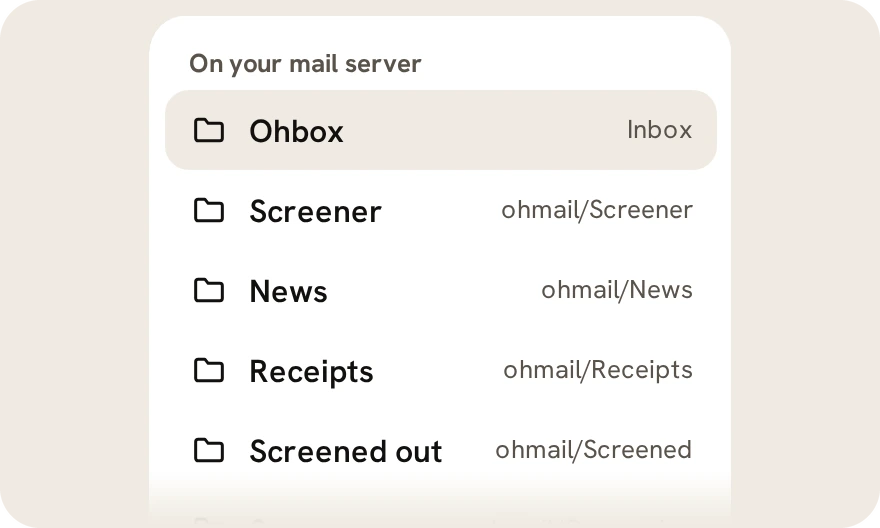 On your mail server
Ohbox Inbox
Screener ohmail/Screener
News ohmail/News
Receipts ohmail/Receipts
Screened out ohmail/Screened